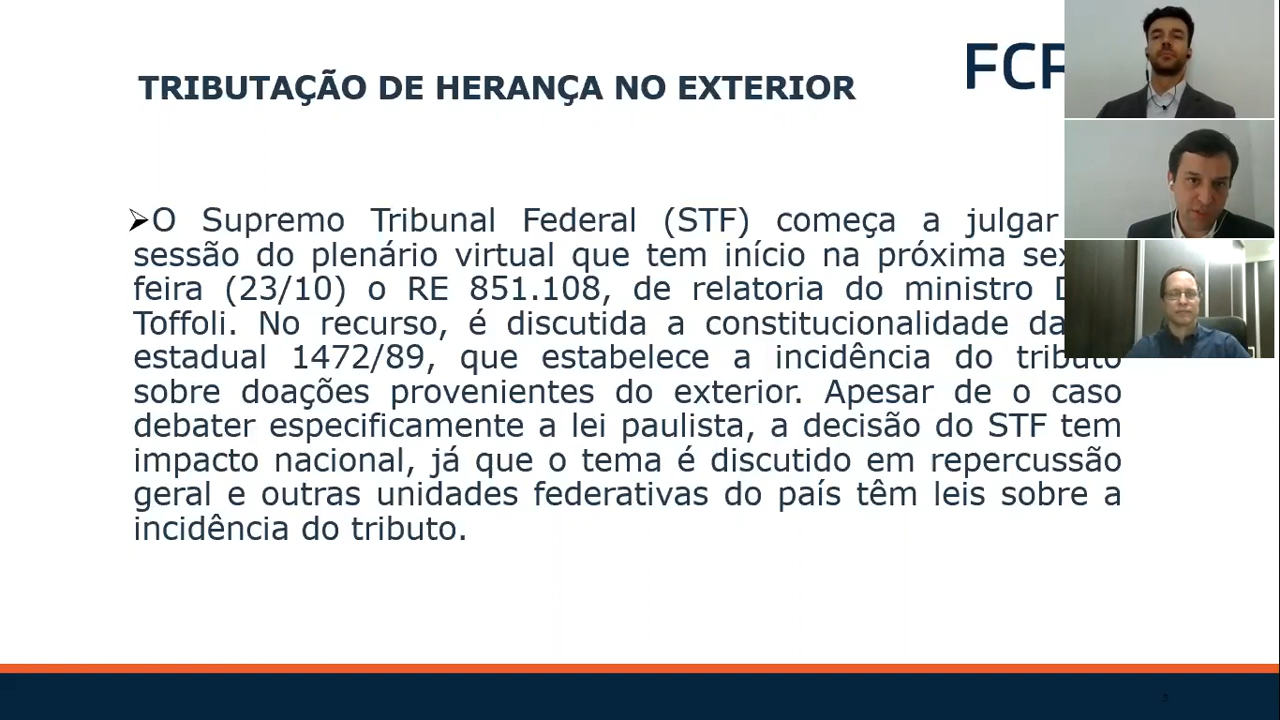 TRIBUTAÇÃO DE HERANÇA NO EXTERIOR
FCR
➢O Supremo Tribunal Federal (STF) começa a julgar
sessão do plenário virtual que tem início na próxima
feira (23/10) o RE 851.108, de relatoria do ministro
Toffoli. No recurso, é discutida a constitucionalidade da
estadual 1472/89, que estabelece a incidência do tributo
sobre doações provenientes do exterior. Apesar de o caso
debater especificamente a lei paulista, a decisão do STF tem
impacto nacional, já que o tema é discutido em repercussão
geral e outras unidades federativas do país têm leis sobre a
incidência do tributo.